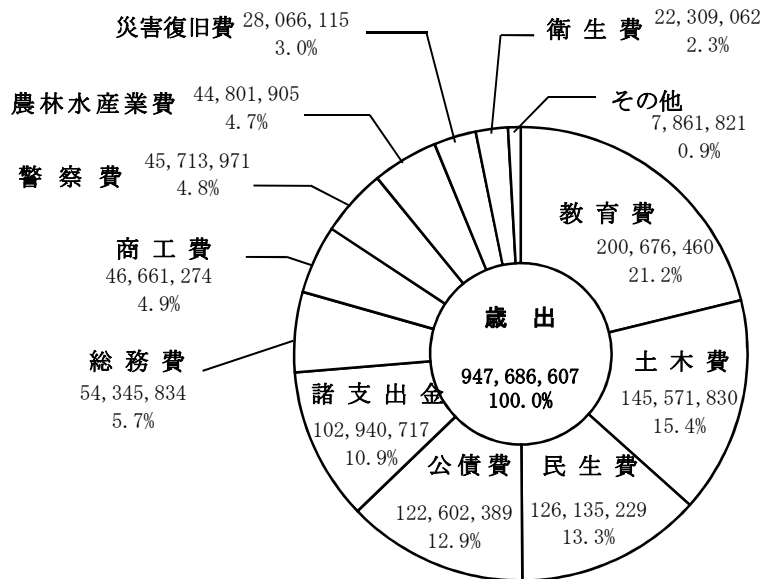 災害復旧費 28,066,115
3.0%
衛生費 22,309,062
2.3%
農林水産業費 44,801,905
4.7%
その他
7,861,821
0.9%
警察費 45,713,971
4.8%
教育費
200,676,460
21.2%
商工費
46,661,274
4.9%
歳出
947,686,607
100.0%
総務費
54,345,834
5.7%
土木費
145,571,830
15.4%
諸支出金
102,940,717
10.9%
公債費
122,602,389
12.9%
民生費
126,135,229
13.3%